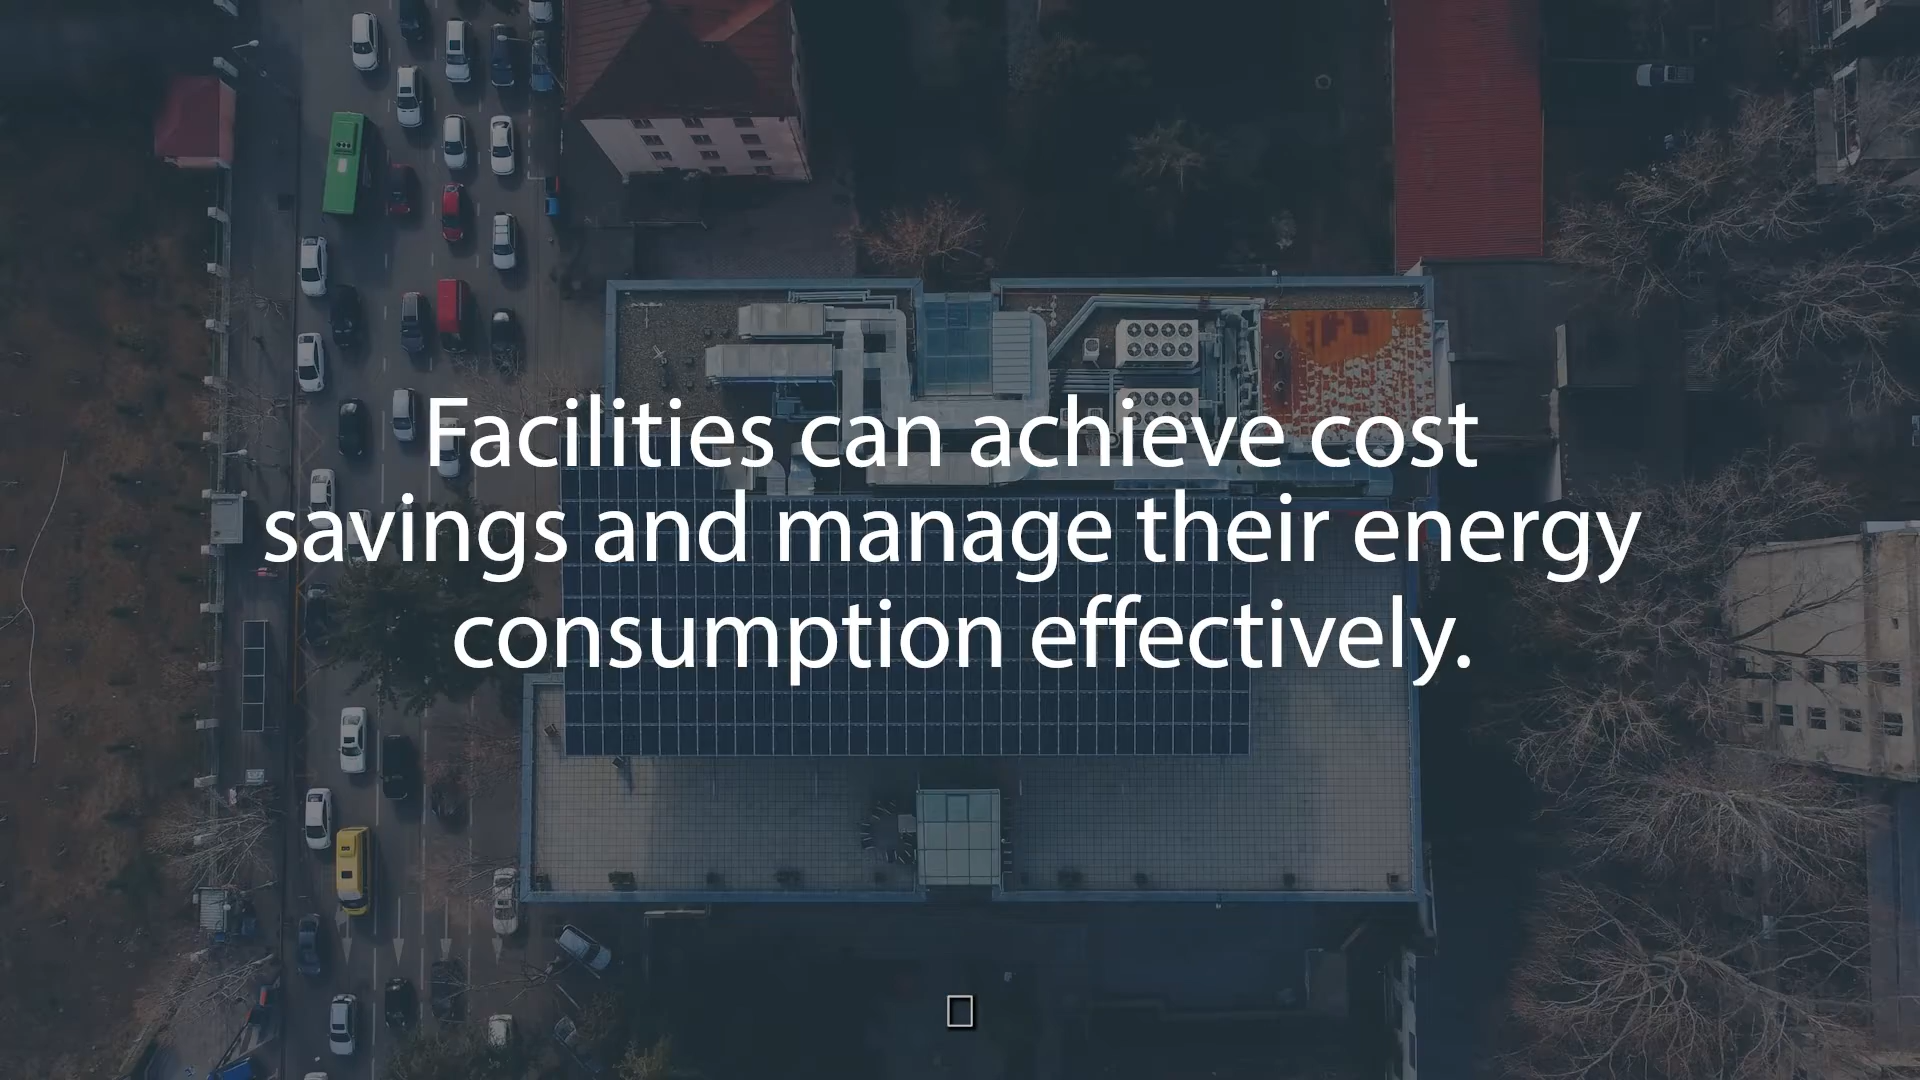 Facilities can achieve cost
savings and manage their energy
consumption effectively.